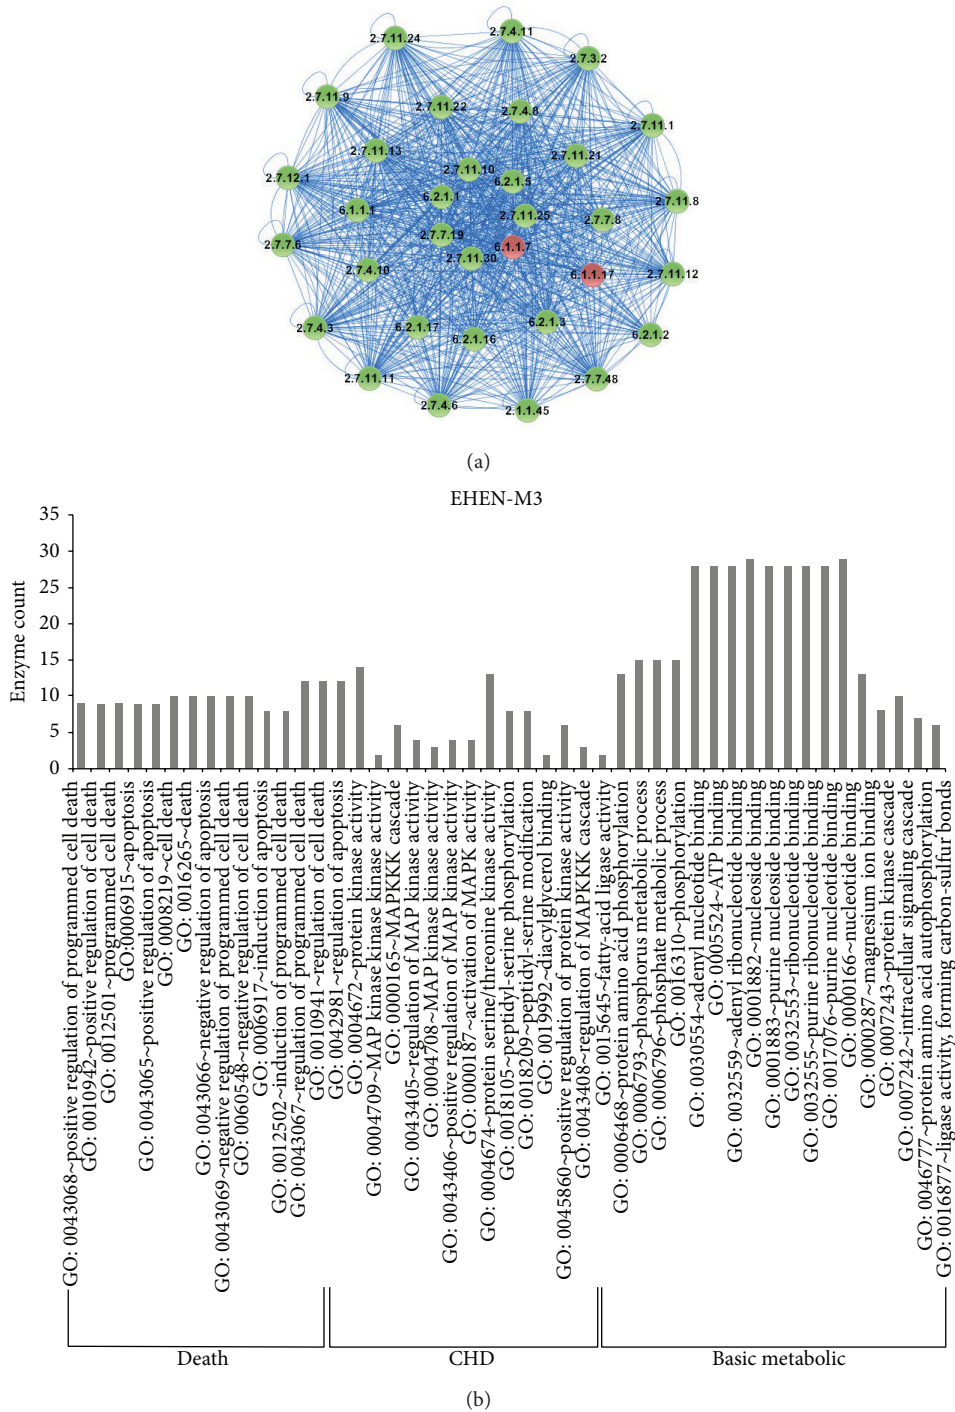 2.7.11.24
2.7.4.11
2.7.3.2
2.7.11.9
2.7.11.22
2.7.4.8
2.7.11.1
2.7.11.13
2.7.11.21
2.7.11.10
2.7.12.1
6.2.1.5
6.2.1.1
2.7.11.8
6.1.1.1
2.7.11.25
2.7.7.8
2.7.7.19
2.7.7.6
6.1.1.7
2.7.11.30
2.7.4.10
6.1.1.17
2.7.11.12
2.7.4.3
6.2.1.17
6.2.1.3
6.2.1.16
6.2.1.2
2.7.11.11
2.7.7.48
2.7.4.6
2.1.1.45
(a)
EHEN-M3
Enzyme count
35
30
25
20
15
10
5
0
GO: 0043068~positive regulation of programmed cell death
GO: 0010942~positive regulation of cell death
GO: 0012501~programmed cell death
GO:0006915~apoptosis
GO: 0043065~positive regulation of apoptosis
GO: 0008219~cell death
GO: 0016265~death
GO: 0043066~negative regulation of apoptosis
GO: 0043069~negative regulation of programmed cell death
GO: 0060548~negative regulation of cell death
GO: 0006917~induction of apoptosis
GO: 0012502~induction of programmed cell death
GO: 0043067~regulation of programmed cell death
GO: 0010941~regulation of cell death
GO: 0042981~regulation of apoptosis
GO: 0004672~protein kinase activity
GO: 0004709~MAP kinase kinase kinase activity
GO: 0000165~MAPKKK cascade
GO: 0043405~regulation of MAP kinase activity
GO: 0004708~MAP kinase kinase activity
GO: 0043406~positive regulation of MAP kinase activity
GO: 0000187~activation of MAPK activity
GO: 0004674~protein serine/threonine kinase activity
GO: 0018105~peptidyl-serine phosphorylation
GO: 0018209~peptidyl-serine modification
GO: 0019992~diacylglycerol binding
GO: 0045860~positive regulation of protein kinase activity
GO: 0043408~regulation of MAPKKK cascade
GO: 0015645~fatty-acid ligase activity
GO: 0006468~protein amino acid phosphorylation
GO: 0006793~phosphorus metabolic process
GO: 0006796~phosphate metabolic process
GO: 0016310~phosphorylation
GO: 0030554~adenyl nucleotide binding
GO: 0005524~ATP binding
GO: 0032559~adenyl ribonucleotide binding
GO: 0001882~nucleoside binding
GO: 0001883~purine nucleoside binding
GO: 0032553~ribonucleotide binding
GO: 0032555~purine ribonucleotide binding
GO: 0017076~purine nucleotide binding
GO: 0000166~nucleotide binding
GO: 0000287~magnesium ion binding
GO: 0007243~protein kinase cascade
GO: 0007242~intracellular signaling cascade
GO: 0046777~protein amino acid autophosphorylation
GO: 0016877~ligase activity, forming carbon-sulfur bonds
Death
CHD
Basic metabolic
(b)